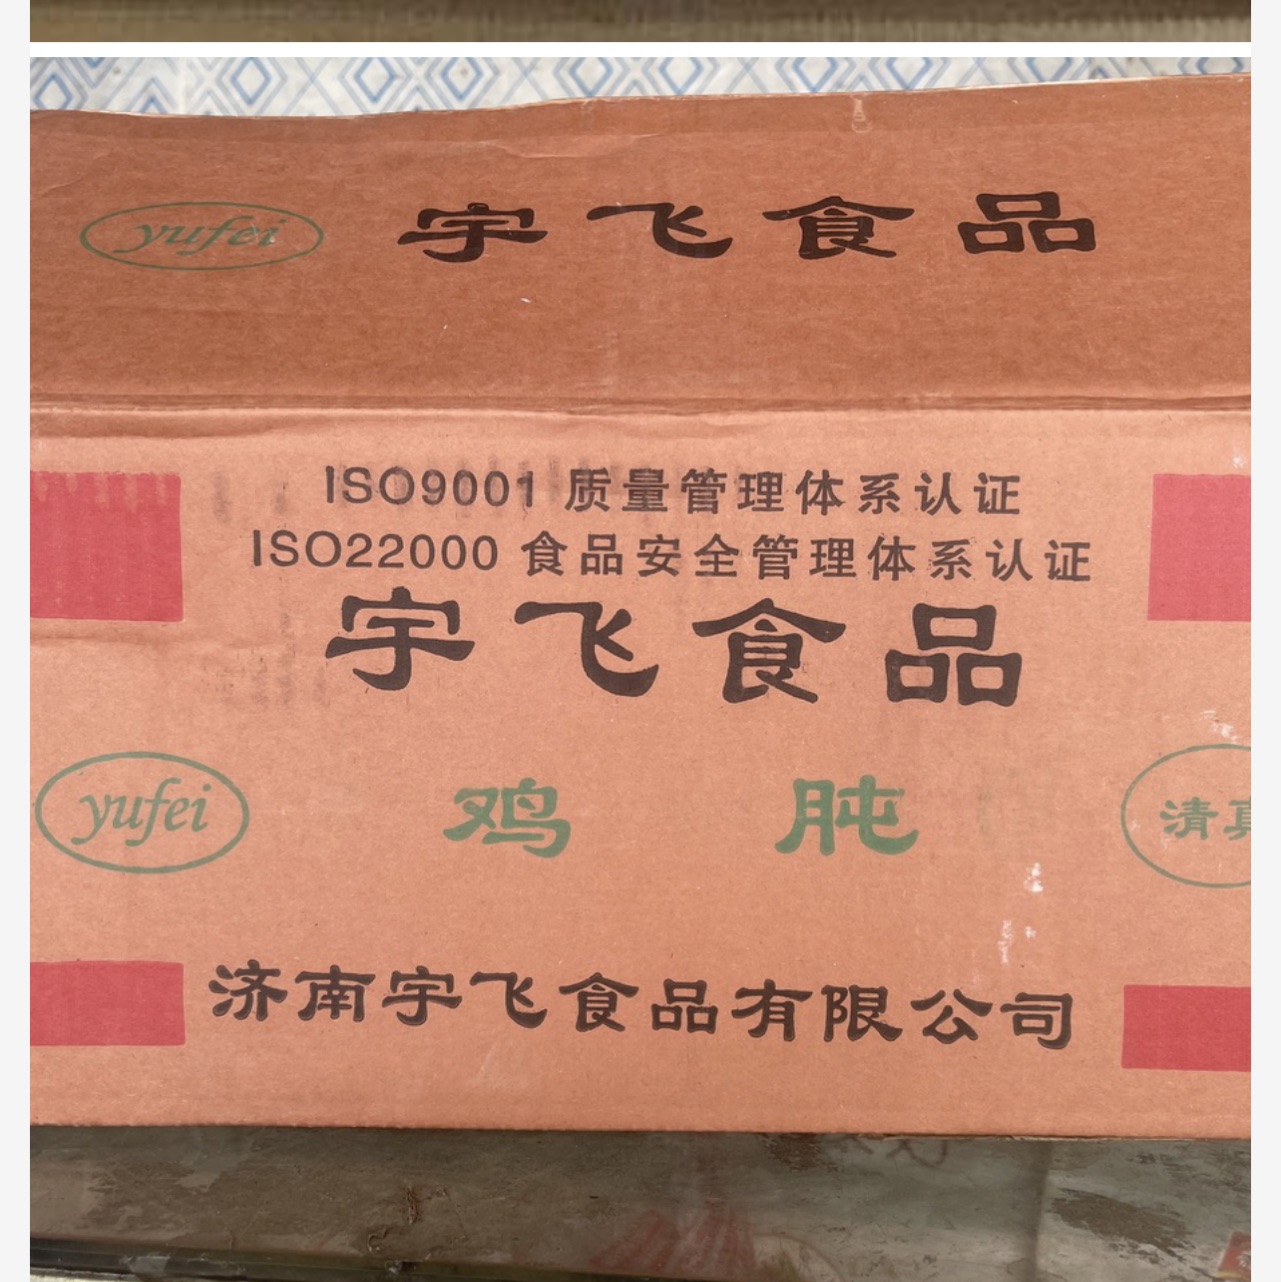 yufei 宇飞食品
ISO9001 质量管理体系认证
ISO22000 食品安全管理体系认证
宇飞食品
yufei 鸡 肫 清真
济南宇飞食品有限公司